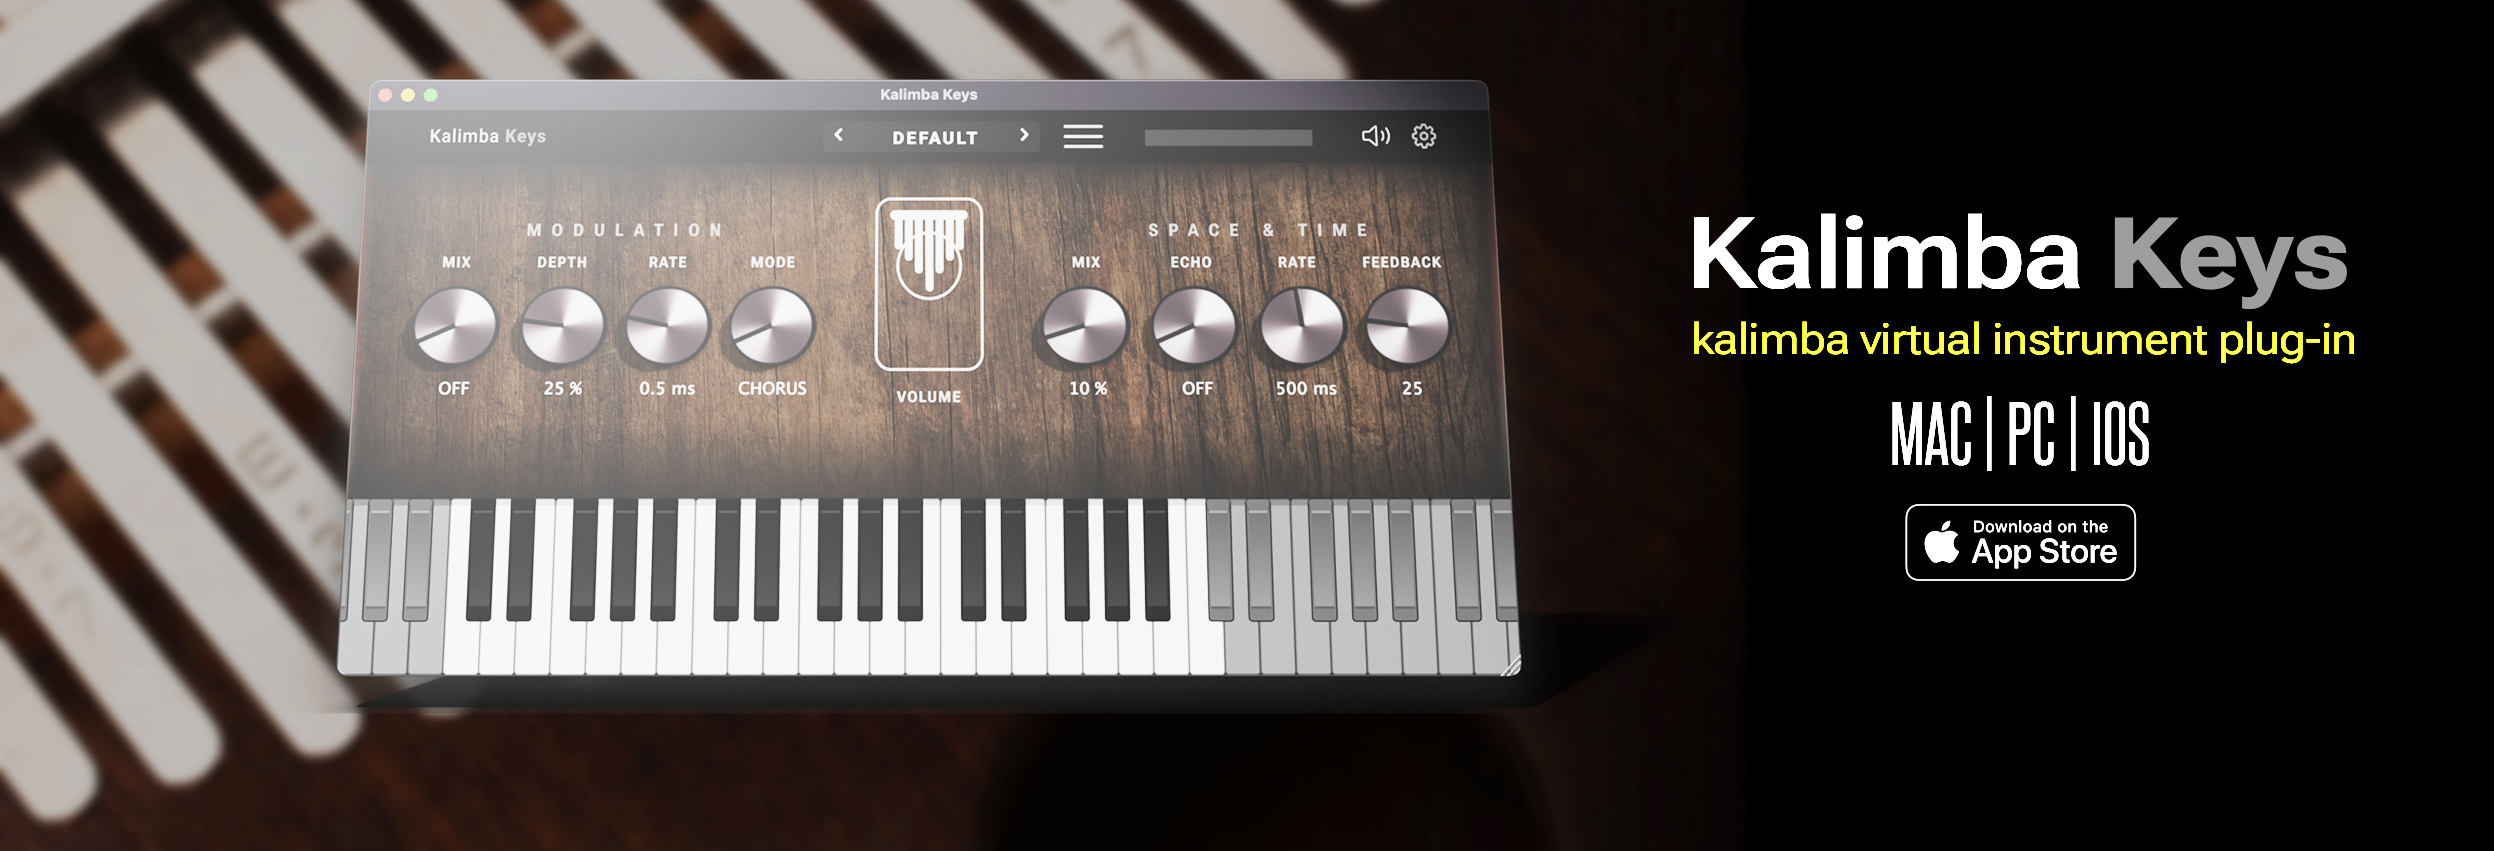 Kalimba Keys
Kalimba Keys
DEFAULT
MODULATION
MIX DEPTH RATE MODE
OFF 25 % 0.5 ms CHORUS
VOLUME
SPACE & TIME
MIX ECHO RATE FEEDBACK
10 % OFF 500 ms 25
Kalimba Keys
kalimba virtual instrument plug-in
MAC | PC | IOS
Download on the
App Store